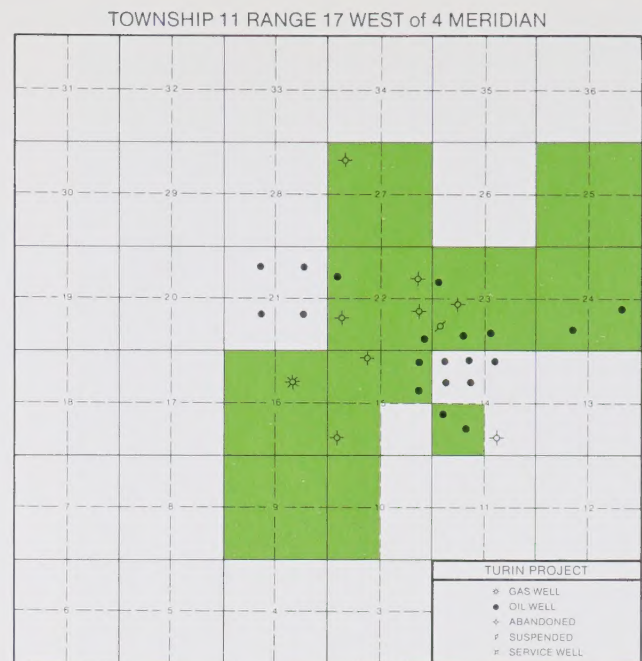 TOWNSHIP 11 RANGE 17 WEST of 4 MERIDIAN
31 32 33 34 35 36
30 29 28 27 26 25
19 20 21 22 23 24
18 17 16 15 14 13
7 8 9 10 11 12
6 5 4 3
TURIN PROJECT
GAS WELL
OIL WELL
ABANDONED
SUSPENDED
SERVICE WELL